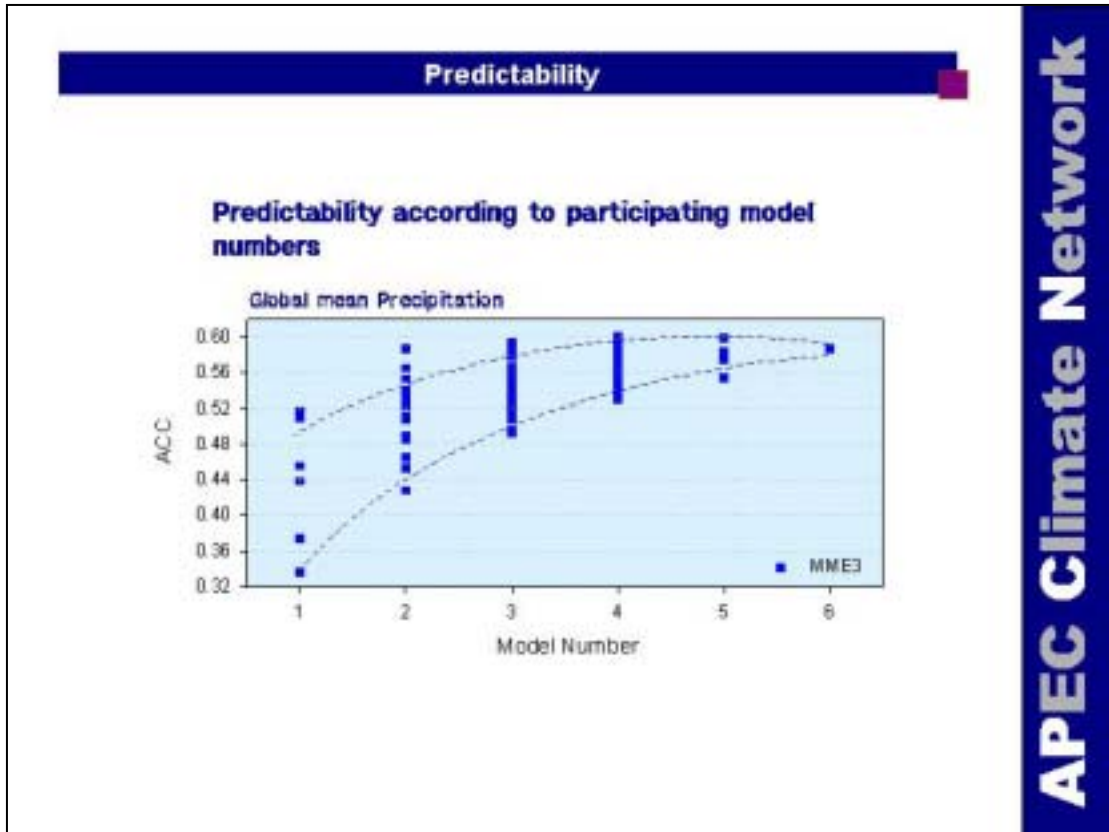 Predictability
Predictability according to participating model
numbers
Global mean Precipitation
0.60
0.56
0.52
0.48
0.44
0.40
0.36
0.32
ACC
MME3
1 2 3 4 5 6
Model Number
APEC Climate Network